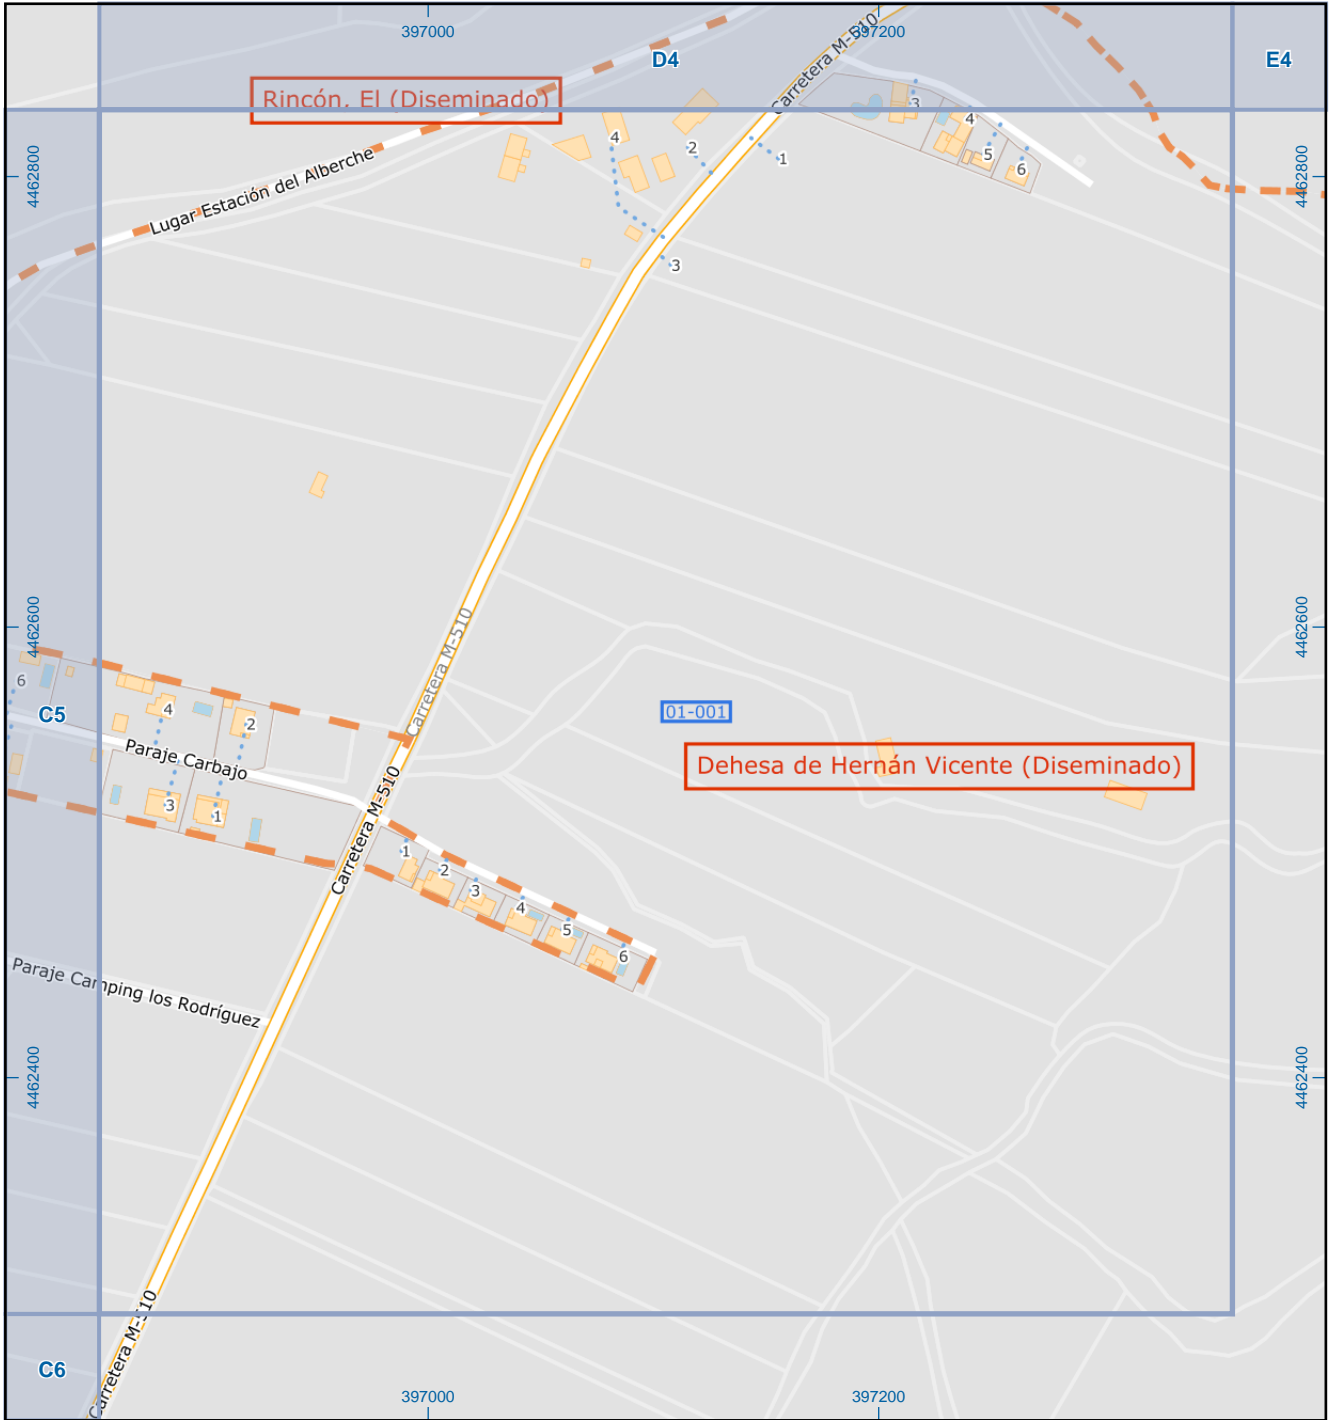 397000
Carretera M-510
397200
D4
E4
Rincón, El (Diseminado)
3
4
4
2
1
5
6
4462800
4462800
Lugar Estación del Alberche
3
4462600
4462600
Carretera M-510
6
4
2
C5
01-001
Paraje Carbajo
Dehesa de Hernán Vicente (Diseminado)
3
1
Carretera M-510
1
2
3
4
5
6
Paraje Camping los Rodríguez
4462400
4462400
Carretera M-510
C6
397000
397200